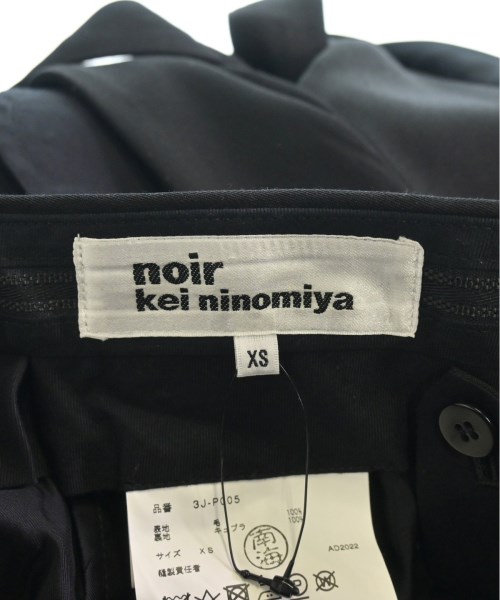 noir
kei ninomiya
XS
品番 3J-P005
表地 毛 100%
裏地 キュプラ 100%
サイズ XS
南海
AD2022
縫製責任者